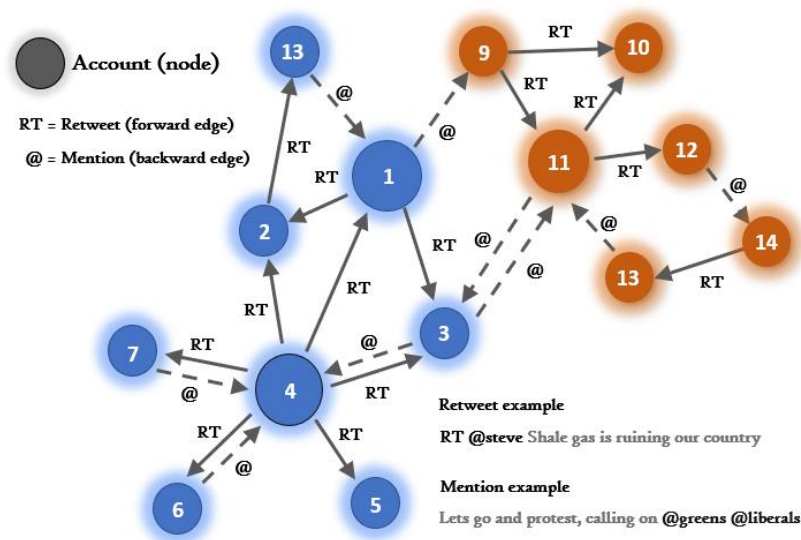 Account (node)
RT = Retweet (forward edge)
@ = Mention (backward edge)
13
@
RT
1
@
RT
2
RT
9
RT
10
RT
RT
11
RT
12
@
14
@
13
RT
@
@
RT
RT
3
@
RT
7
RT
@
4
RT
RT
@
6
5
Retweet example
RT @steve Shale gas is ruining our country
Mention example
Lets go and protest, calling on @greens @liberals